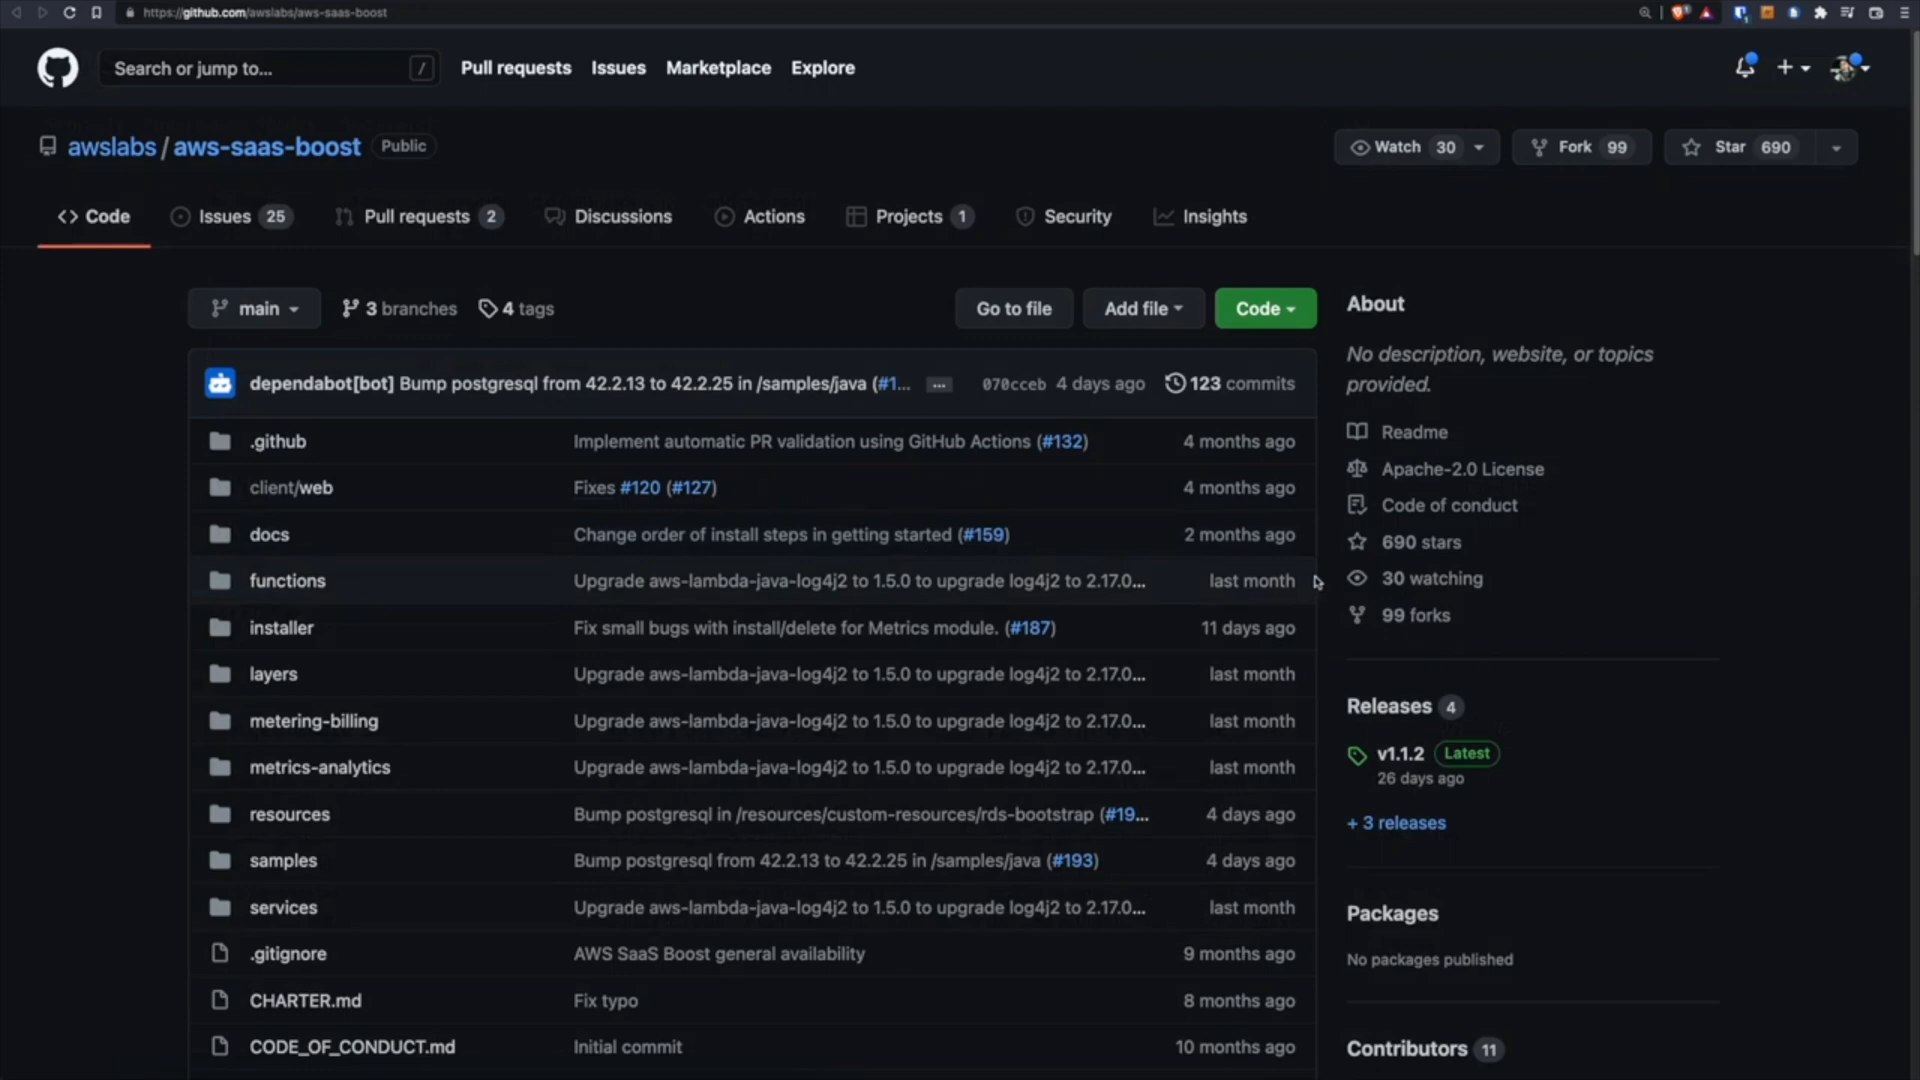 https://github.com/awslabs/aws-saas-boost
Search or jump to... /
Pull requests Issues Marketplace Explore
awslabs / aws-saas-boost Public
Watch 30 Fork 99 Star 690
Code Issues 25 Pull requests 2 Discussions Actions Projects 1 Security Insights
main 3 branches 4 tags Go to file Add file Code
dependabot[bot] Bump postgresql from 42.2.13 to 42.2.25 in /samples/java (#1... ... 070cceb 4 days ago 123 commits
.github Implement automatic PR validation using GitHub Actions (#132) 4 months ago
client/web Fixes #120 (#127) 4 months ago
docs Change order of install steps in getting started (#159) 2 months ago
functions Upgrade aws-lambda-java-log4j2 to 1.5.0 to upgrade log4j2 to 2.17.0... last month
installer Fix small bugs with install/delete for Metrics module. (#187) 11 days ago
layers Upgrade aws-lambda-java-log4j2 to 1.5.0 to upgrade log4j2 to 2.17.0... last month
metering-billing Upgrade aws-lambda-java-log4j2 to 1.5.0 to upgrade log4j2 to 2.17.0... last month
metrics-analytics Upgrade aws-lambda-java-log4j2 to 1.5.0 to upgrade log4j2 to 2.17.0... last month
resources Bump postgresql in /resources/custom-resources/rds-bootstrap (#19... 4 days ago
samples Bump postgresql from 42.2.13 to 42.2.25 in /samples/java (#193) 4 days ago
services Upgrade aws-lambda-java-log4j2 to 1.5.0 to upgrade log4j2 to 2.17.0... last month
.gitignore AWS SaaS Boost general availability 9 months ago
CHARTER.md Fix typo 8 months ago
CODE_OF_CONDUCT.md Initial commit 10 months ago
About
No description, website, or topics
provided.
Readme
Apache-2.0 License
Code of conduct
690 stars
30 watching
99 forks
Releases 4
v1.1.2 Latest
26 days ago
+ 3 releases
Packages
No packages published
Contributors 11